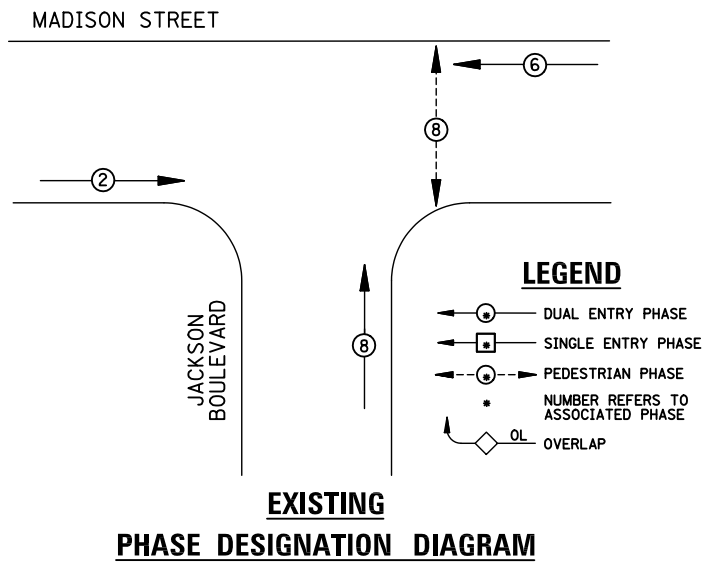 MADISON STREET
6
8
2
8
JACKSON
BOULEVARD
LEGEND
* DUAL ENTRY PHASE
* SINGLE ENTRY PHASE
* PEDESTRIAN PHASE
* NUMBER REFERS TO
ASSOCIATED PHASE
OL OVERLAP
EXISTING
PHASE DESIGNATION DIAGRAM